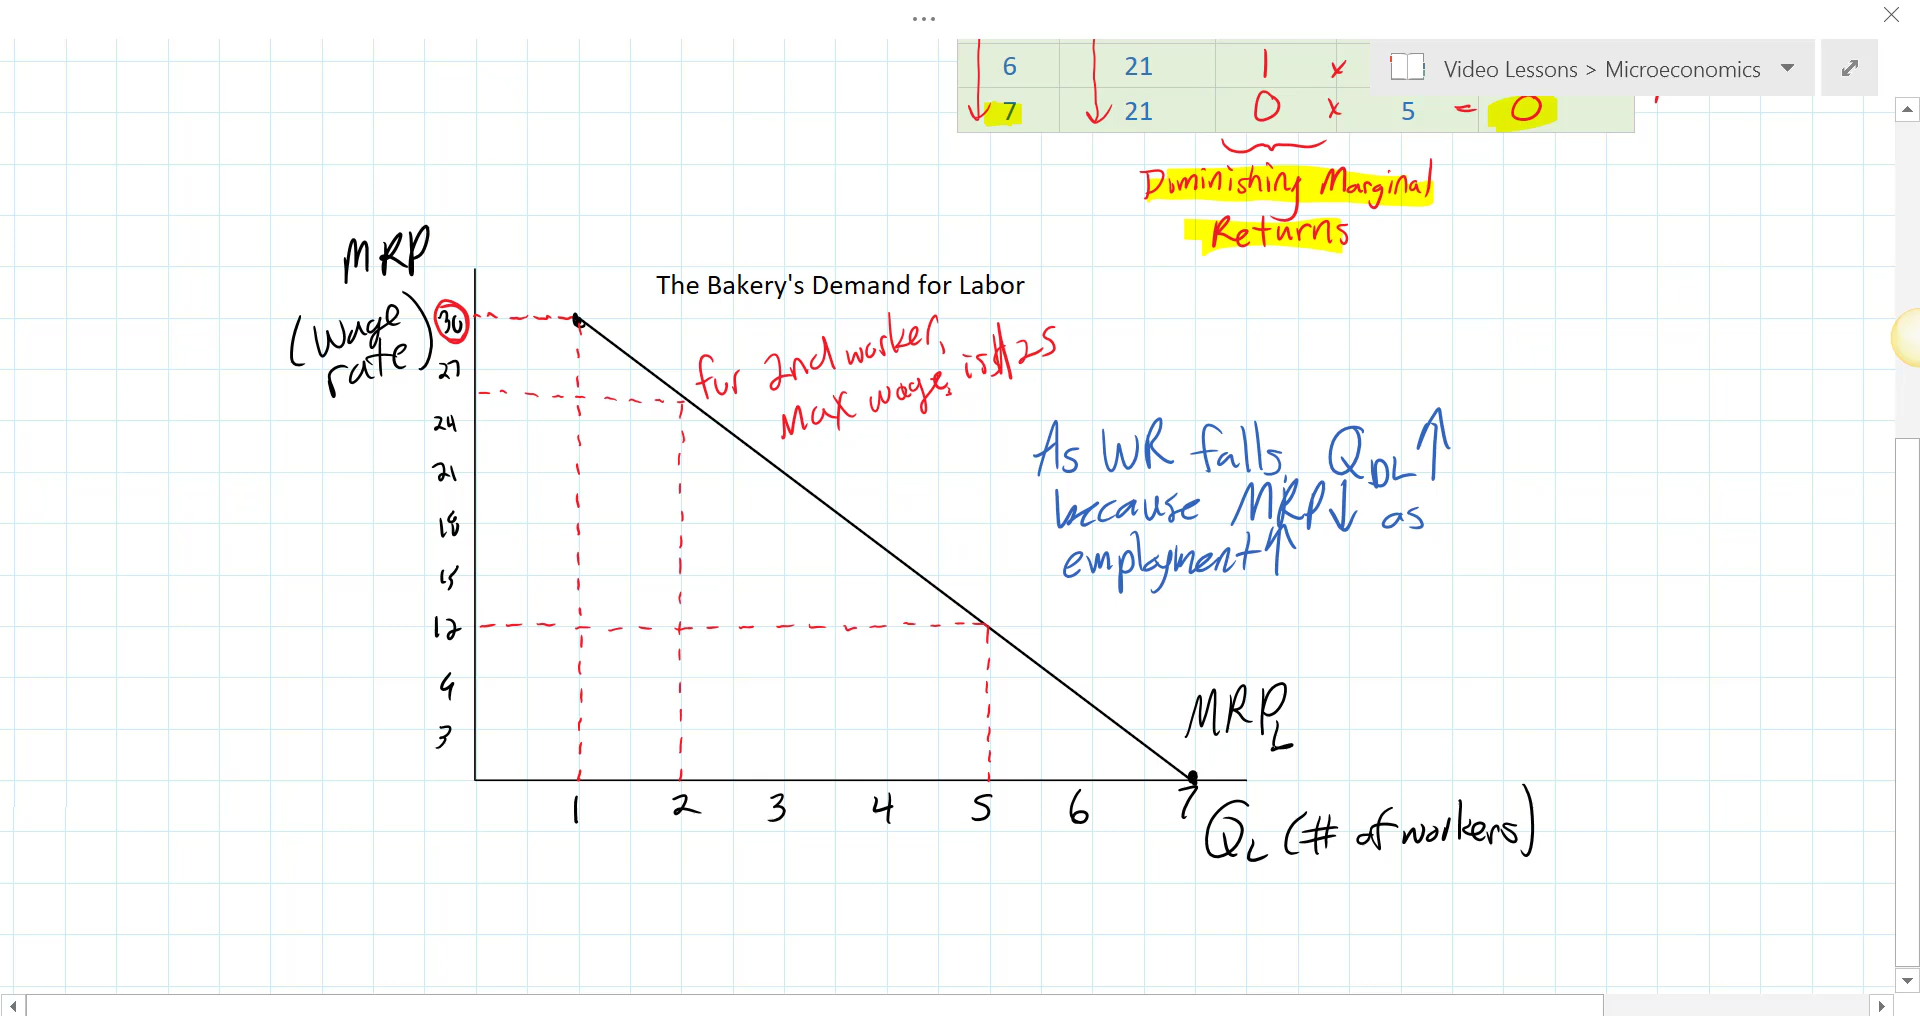 ...
Video Lessons > Microeconomics
6 21 1 x
7 21 0 x 5 = 0
Diminishing Marginal
Returns
MRP
(Wage
rate)
The Bakery's Demand for Labor
30
27
24
21
18
15
12
9
3
for 2nd worker,
max wage is $25
As WR falls, QDL ↑
because MRP ↓ as
employment ↑
MRPL
1 2 3 4 5 6 7
QL (# of workers)